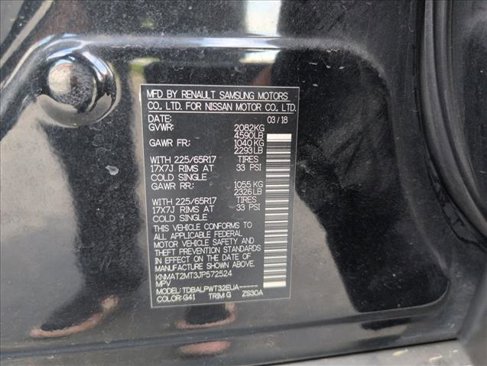 MFD BY RENAULT SAMSUNG MOTORS
CO., LTD. FOR NISSAN MOTOR CO., LTD.
DATE: 03/18
GVWR: 2082KG
4590LB
GAWR FR: 1040KG
2293LB
WITH 225/65R17 TIRES
17X7J RIMS AT 33 PSI
COLD SINGLE
GAWR RR: 1055KG
2326LB
WITH 225/65R17 TIRES
17X7J RIMS AT 33 PSI
COLD SINGLE
THIS VEHICLE CONFORMS TO
ALL APPLICABLE FEDERAL
MOTOR VEHICLE SAFETY AND
THEFT PREVENTION STANDARDS
IN EFFECT ON THE DATE OF
MANUFACTURE SHOWN ABOVE.
KNMAT2MT3JP572524
MPV
MODEL: TDBALPWT32EUA------
COLOR: G41 TRIM G ZS30A